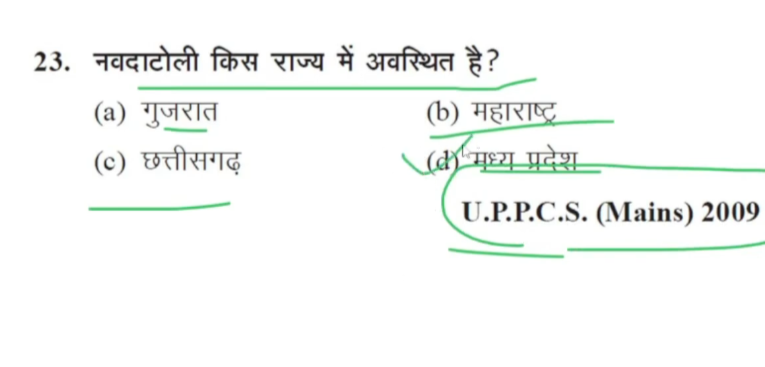 23. नवदाटोली किस राज्य में अवस्थित है?
(a) गुजरात (b) महाराष्ट्र
(c) छत्तीसगढ़ (d) मध्य प्रदेश
U.P.P.C.S. (Mains) 2009